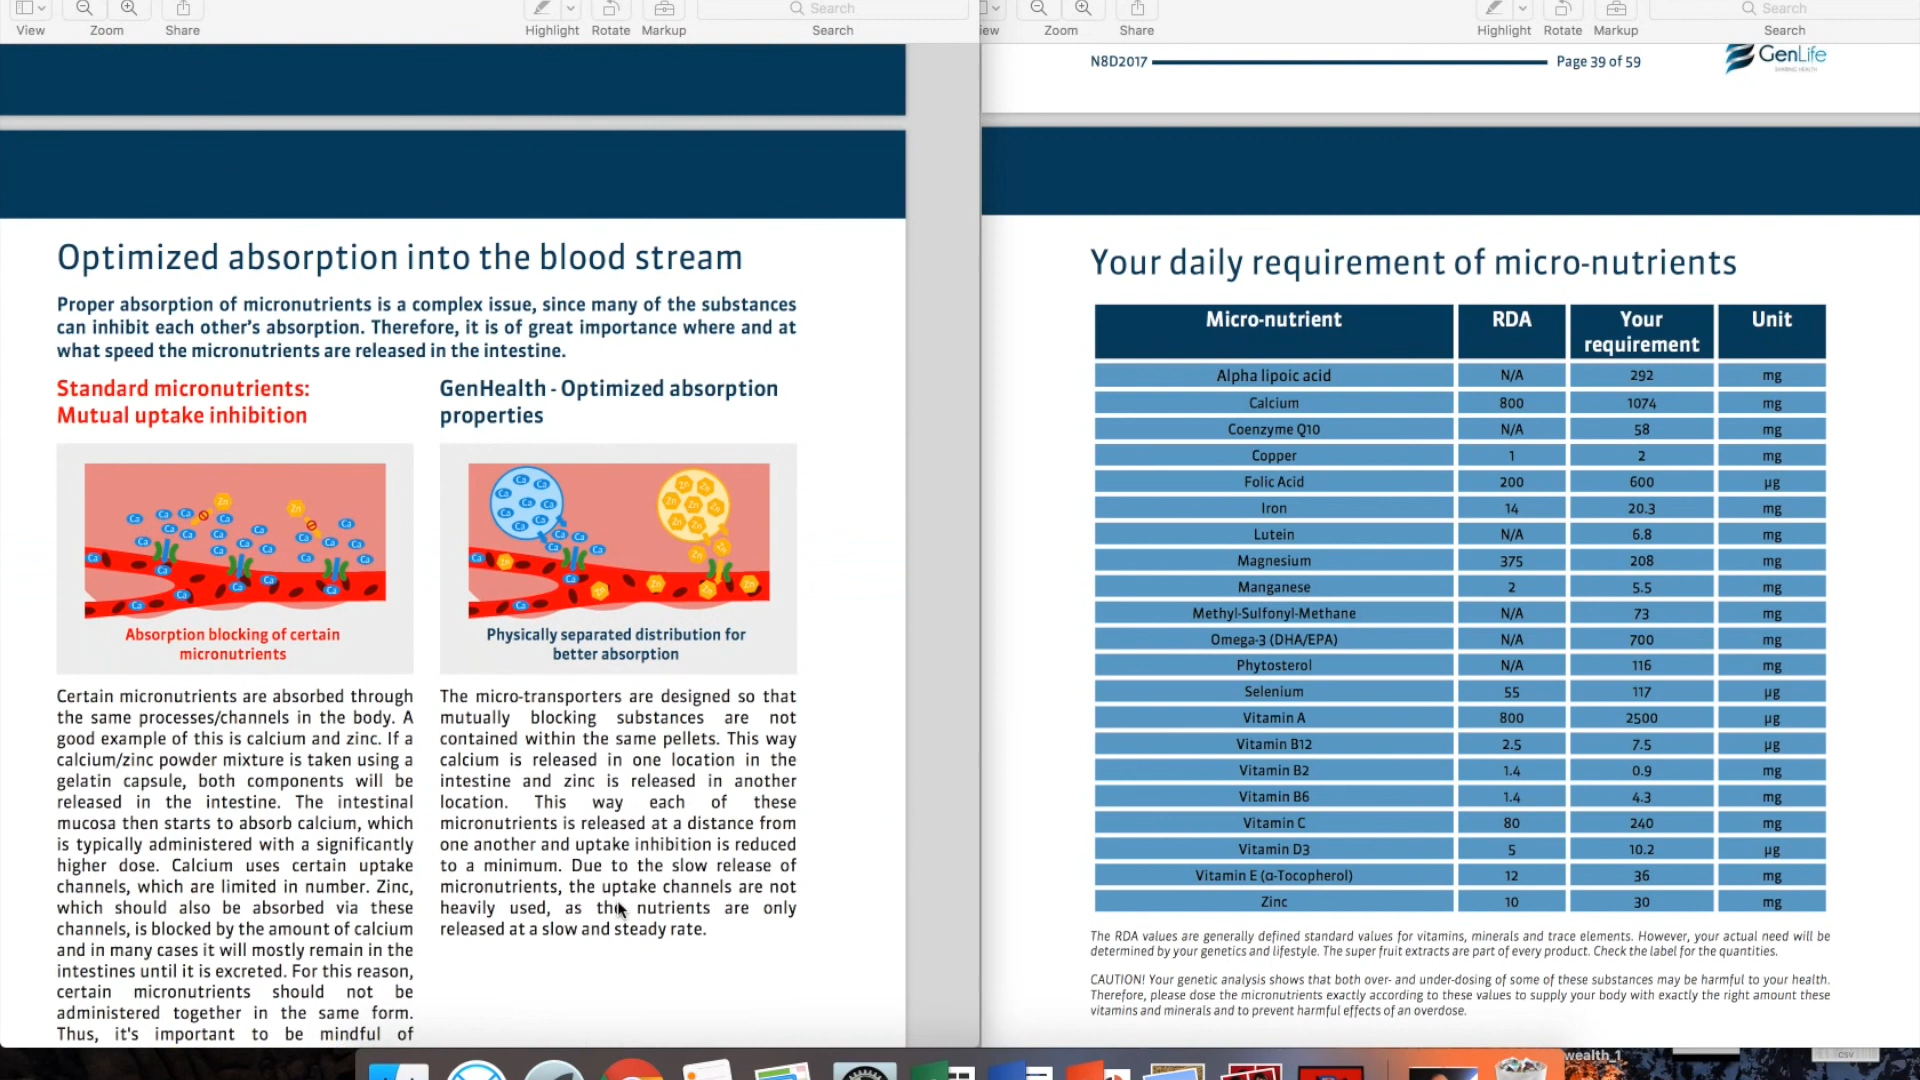 View Zoom Share Highlight Rotate Markup Search Search
Zoom Share Highlight Rotate Markup Search Search
Optimized absorption into the blood stream
Proper absorption of micronutrients is a complex issue, since many of the substances
can inhibit each other's absorption. Therefore, it is of great importance where and at
what speed the micronutrients are released in the intestine.
Standard micronutrients:
Mutual uptake inhibition
Absorption blocking of certain
micronutrients
Certain micronutrients are absorbed through
the same processes/channels in the body. A
good example of this is calcium and zinc. If a
calcium/zinc powder mixture is taken using a
gelatin capsule, both components will be
released in the intestine. The intestinal
mucosa then starts to absorb calcium, which
is typically administered with a significantly
higher dose. Calcium uses certain uptake
channels, which are limited in number. Zinc,
which should also be absorbed via these
channels, is blocked by the amount of calcium
and in many cases it will mostly remain in the
intestines until it is excreted. For this reason,
certain micronutrients should not be
administered together in the same form.
Thus, it's important to be mindful of
GenHealth - Optimized absorption
properties
Physically separated distribution for
better absorption
The micro-transporters are designed so that
mutually blocking substances are not
contained within the same pellets. This way
calcium is released in one location in the
intestine and zinc is released in another
location. This way each of these
micronutrients is released at a distance from
one another and uptake inhibition is reduced
to a minimum. Due to the slow release of
micronutrients, the uptake channels are not
heavily used, as the nutrients are only
released at a slow and steady rate.
N8D2017 Page 39 of 59
GenLife
SHARING HEALTH
Your daily requirement of micro-nutrients
Micro-nutrient RDA Your requirement Unit
Alpha lipoic acid N/A 292 mg
Calcium 800 1074 mg
Coenzyme Q10 N/A 58 mg
Copper 1 2 mg
Folic Acid 200 600 µg
Iron 14 20.3 mg
Lutein N/A 6.8 mg
Magnesium 375 208 mg
Manganese 2 5.5 mg
Methyl-Sulfonyl-Methane N/A 73 mg
Omega-3 (DHA/EPA) N/A 700 mg
Phytosterol N/A 116 mg
Selenium 55 117 µg
Vitamin A 800 2500 µg
Vitamin B12 2.5 7.5 µg
Vitamin B2 1.4 0.9 mg
Vitamin B6 1.4 4.3 mg
Vitamin C 80 240 mg
Vitamin D3 5 10.2 µg
Vitamin E (α-Tocopherol) 12 36 mg
Zinc 10 30 mg
The RDA values are generally defined standard values for vitamins, minerals and trace elements. However, your actual need will be
determined by your genetics and lifestyle. The super fruit extracts are part of every product. Check the label for the quantities.
CAUTION! Your genetic analysis shows that both over- and under-dosing of some of these substances may be harmful to your health.
Therefore, please dose the micronutrients exactly according to these values to supply your body with exactly the right amount these
vitamins and minerals and to prevent harmful effects of an overdose.
wealth_1
csv